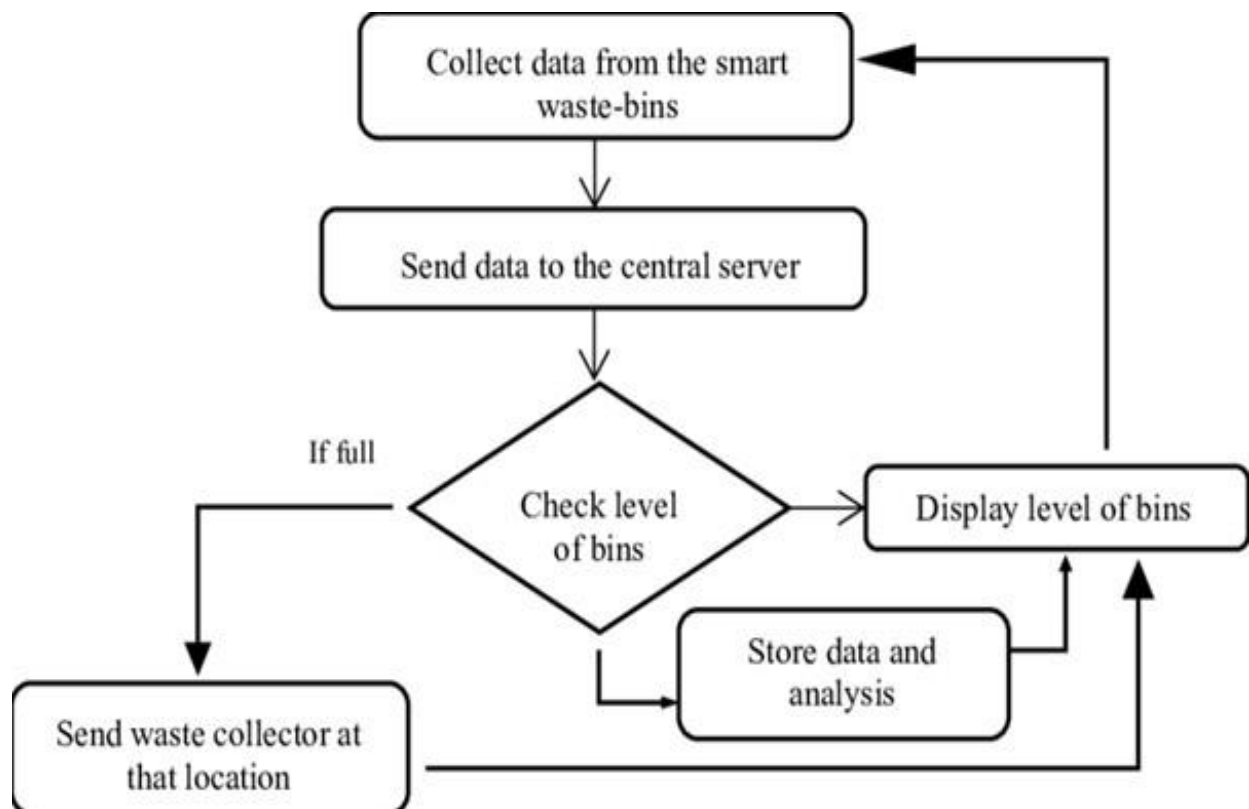 Collect data from the smart
waste-bins
Send data to the central server
If full
Check level
of bins
Display level of bins
Store data and
analysis
Send waste collector at
that location